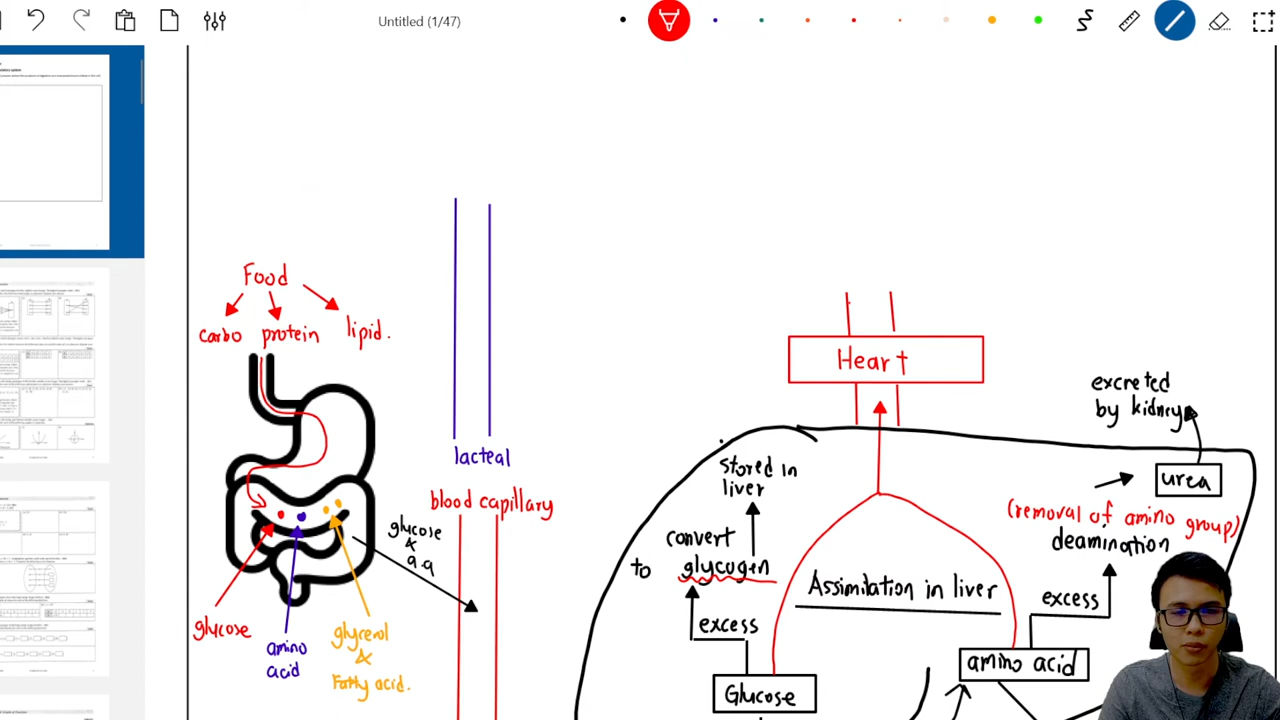 Untitled (1/47)
Food
carbo protein lipid.
lacteal
blood capillary
glucose
&
a.a
glucose
amino
acid
glycerol
&
Fatty acid.
Heart
excreted
by kidney
urea
(removal of amino group)
deamination
excess
amino acid
stored in
liver
convert
to glycogen
excess
Glucose
Assimilation in liver